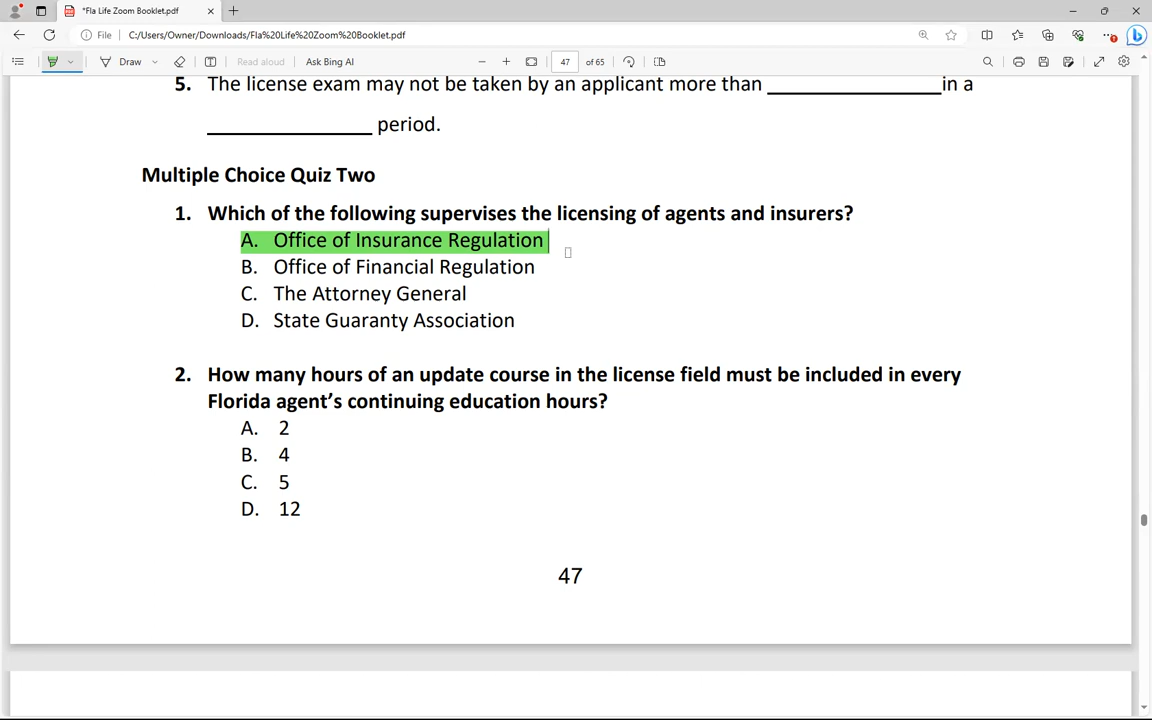 *Fla Life Zoom Booklet.pdf
File C:/Users/Owner/Downloads/Fla%20Life%20Zoom%20Booklet.pdf
Draw Read aloud Ask Bing AI 47 of 65
5. The license exam may not be taken by an applicant more than ________________in a
_______________ period.
Multiple Choice Quiz Two
1. Which of the following supervises the licensing of agents and insurers?
A. Office of Insurance Regulation
B. Office of Financial Regulation
C. The Attorney General
D. State Guaranty Association
2. How many hours of an update course in the license field must be included in every
Florida agent’s continuing education hours?
A. 2
B. 4
C. 5
D. 12
47